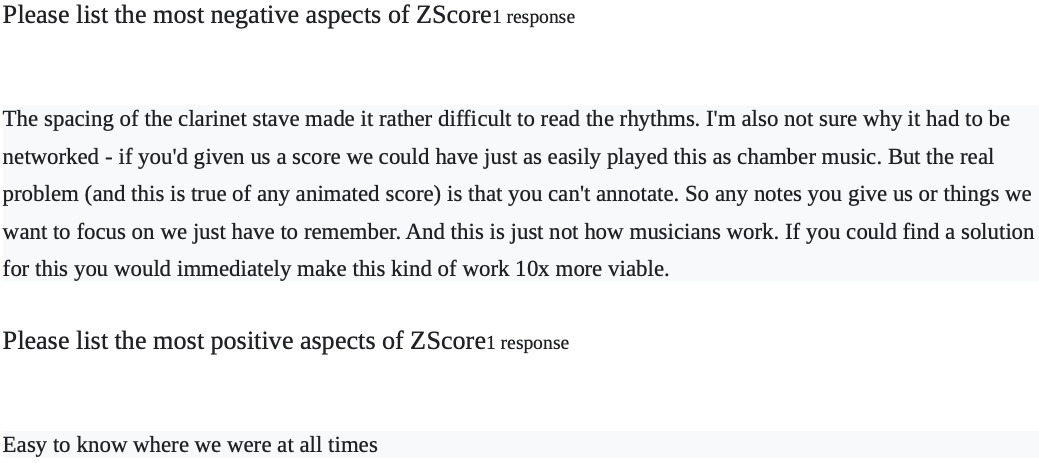 Please list the most negative aspects of ZScore1 response
The spacing of the clarinet stave made it rather difficult to read the rhythms. I'm also not sure why it had to be
networked - if you'd given us a score we could have just as easily played this as chamber music. But the real
problem (and this is true of any animated score) is that you can't annotate. So any notes you give us or things we
want to focus on we just have to remember. And this is just not how musicians work. If you could find a solution
for this you would immediately make this kind of work 10x more viable.
Please list the most positive aspects of ZScore1 response
Easy to know where we were at all times